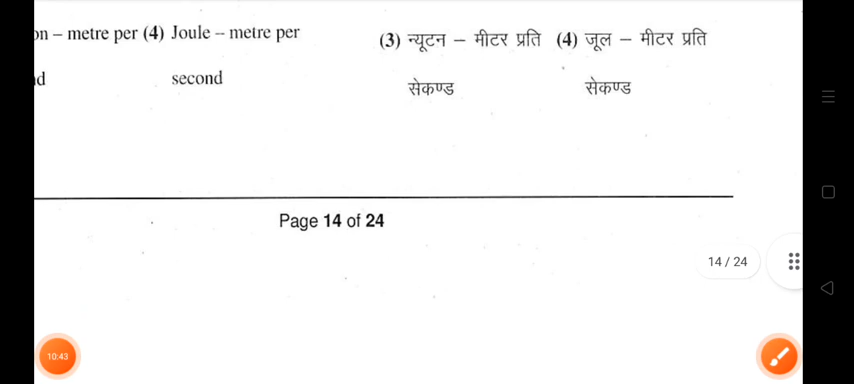 on – metre per (4) Joule – metre per
second
(3) न्यूटन – मीटर प्रति (4) जूल – मीटर प्रति
सेकण्ड सेकण्ड
Page 14 of 24
14 / 24
10:43